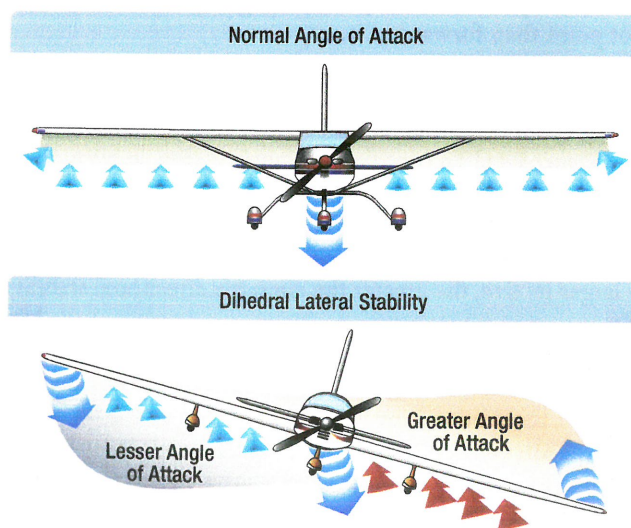 Normal Angle of Attack
Dihedral Lateral Stability
Greater Angle
of Attack
Lesser Angle
of Attack